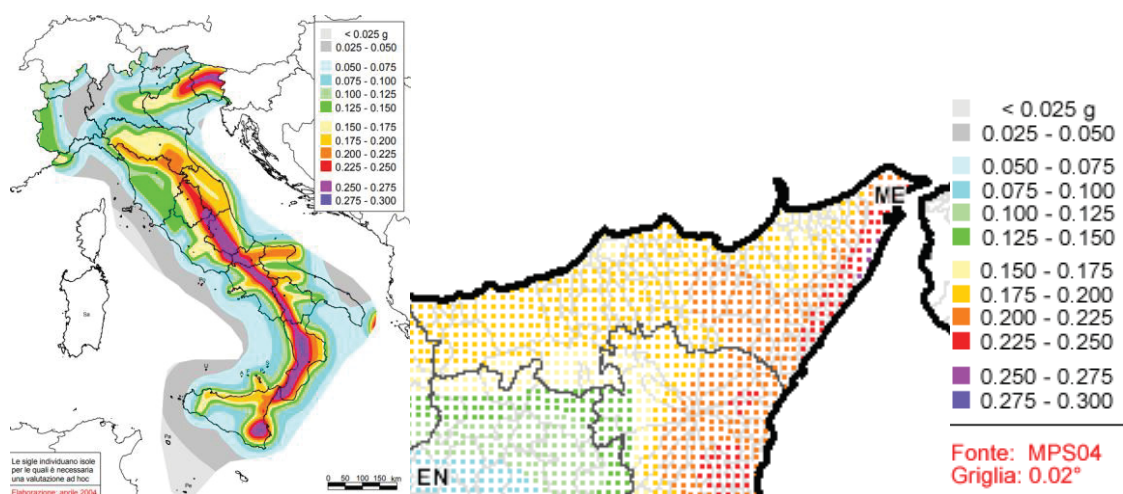 < 0.025 g
0.025 - 0.050
0.050 - 0.075
0.075 - 0.100
0.100 - 0.125
0.125 - 0.150
0.150 - 0.175
0.175 - 0.200
0.200 - 0.225
0.225 - 0.250
0.250 - 0.275
0.275 - 0.300
Sa
U
A
Pa
Pe
Le sigle individuano isole
per le quali è necessaria
una valutazione ad hoc
Elaborazione: aprile 2004
0 50 100 150 200
km
ME
EN
< 0.025 g
0.025 - 0.050
0.050 - 0.075
0.075 - 0.100
0.100 - 0.125
0.125 - 0.150
0.150 - 0.175
0.175 - 0.200
0.200 - 0.225
0.225 - 0.250
0.250 - 0.275
0.275 - 0.300
Fonte: MPS04
Griglia: 0.02°